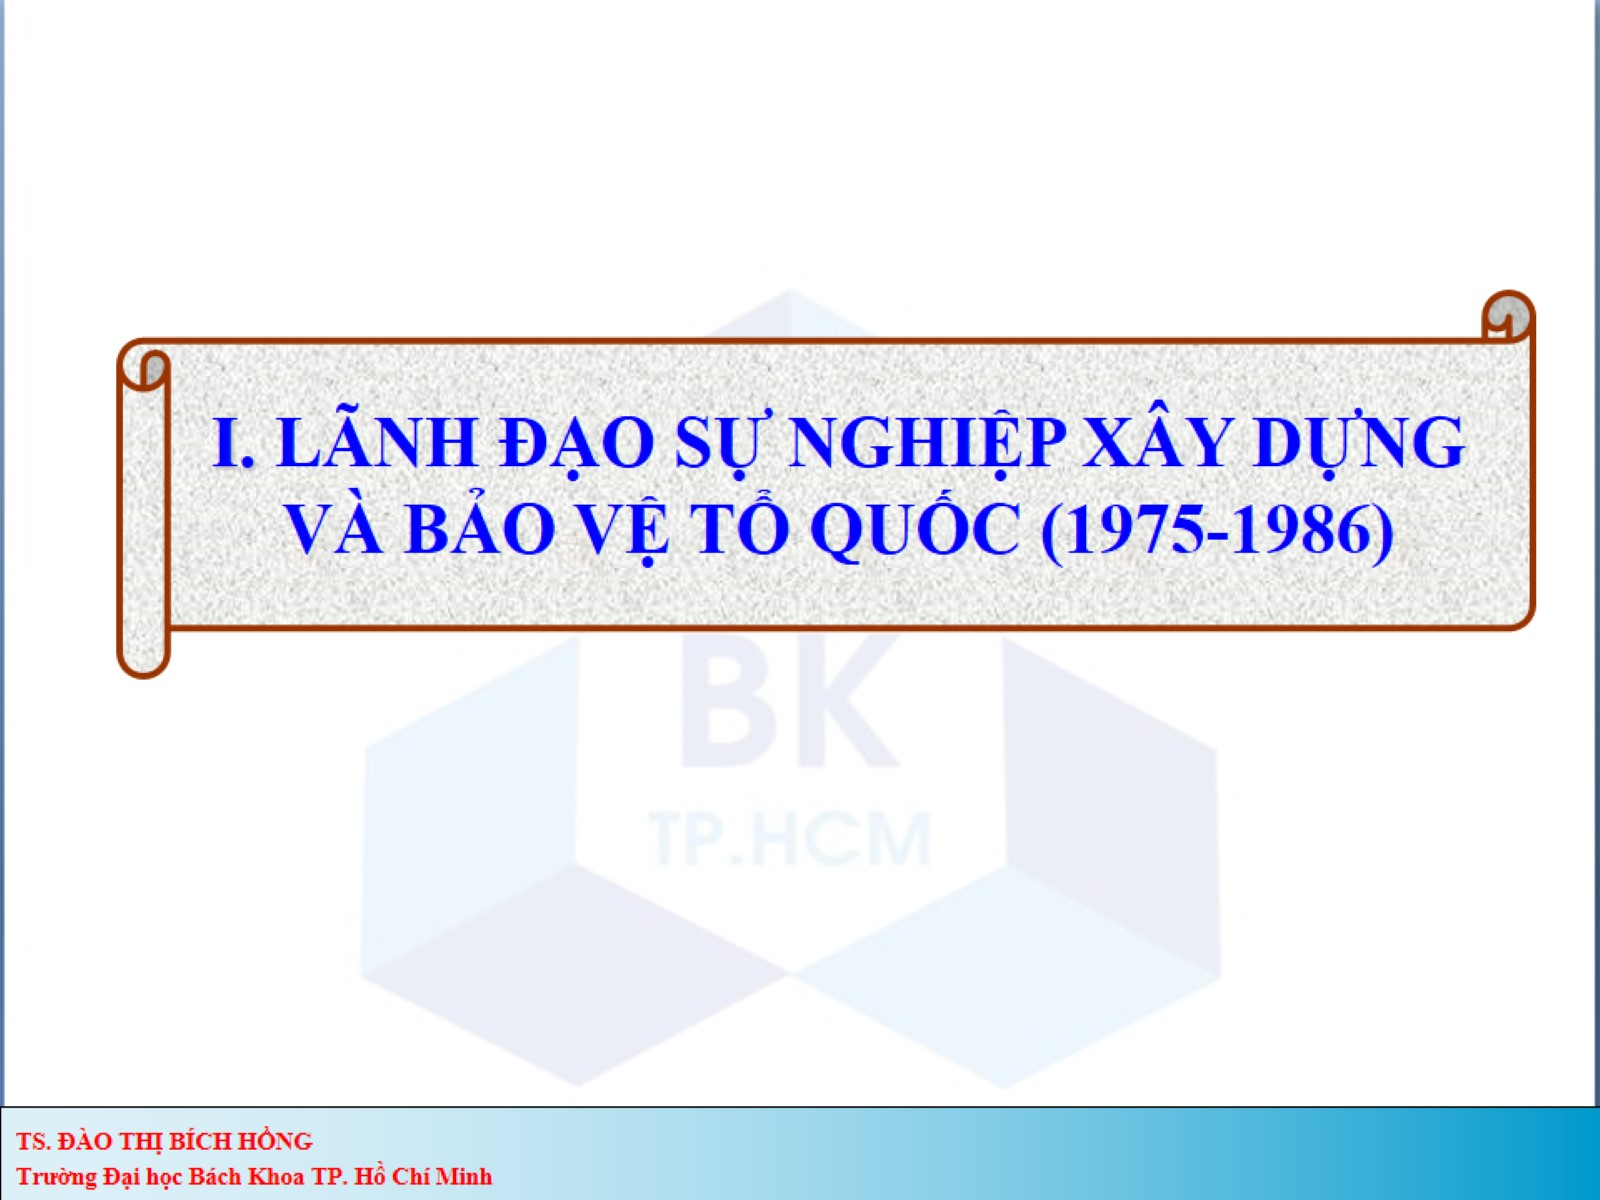 I. LÃNH ĐẠO SỰ NGHIỆP XÂY DỰNG
VÀ BẢO VỆ TỔ QUỐC (1975-1986)
BK
TP.HCM
TS. ĐÀO THỊ BÍCH HỒNG
Trường Đại học Bách Khoa TP. Hồ Chí Minh